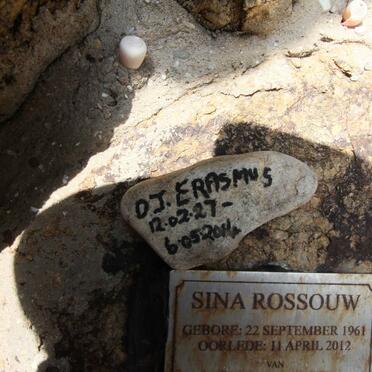 D.J. ERASMUS
12.02.27-
6.05.2014
SINA ROSSOUW
GEBORE: 22 SEPTEMBER 1961
OORLEDE: 11 APRIL 2012
VAN